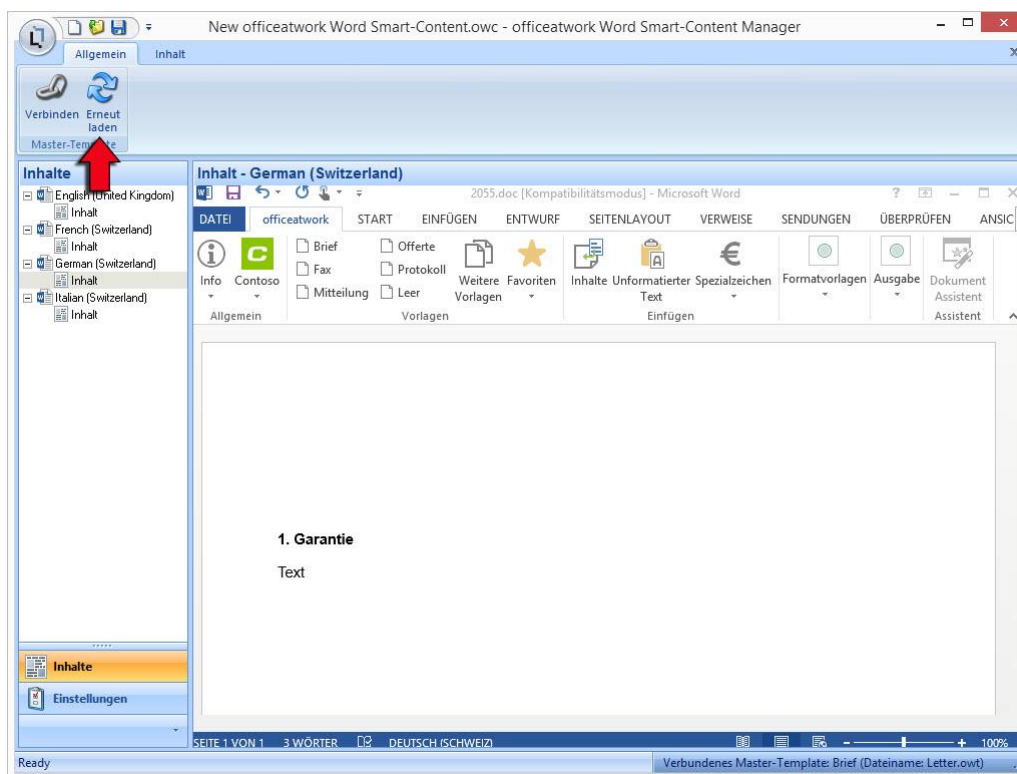 New officeatwork Word Smart-Content.owc - officeatwork Word Smart-Content Manager
Allgemein Inhalt
Verbinden Erneut laden
Master-Template
Inhalte
English (United Kingdom)
Inhalt
French (Switzerland)
Inhalt
German (Switzerland)
Inhalt
Italian (Switzerland)
Inhalt
Inhalte
Einstellungen
Inhalt - German (Switzerland)
2055.doc [Kompatibilitätsmodus] - Microsoft Word
DATEI officeatwork START EINFÜGEN ENTWURF SEITENLAYOUT VERWEISE SENDUNGEN ÜBERPRÜFEN ANSIC
Info Contoso
Allgemein
Brief Offerte
Fax Protokoll
Mitteilung Leer
Weitere Vorlagen Favoriten
Vorlagen
Inhalte Unformatierter Text Spezialzeichen
Einfügen
Formatvorlagen
Ausgabe
Dokument Assistent
Assistent
1. Garantie
Text
SEITE 1 VON 1 3 WÖRTER DEUTSCH (SCHWEIZ) 100%
Ready
Verbundenes Master-Template: Brief (Dateiname: Letter.owt)